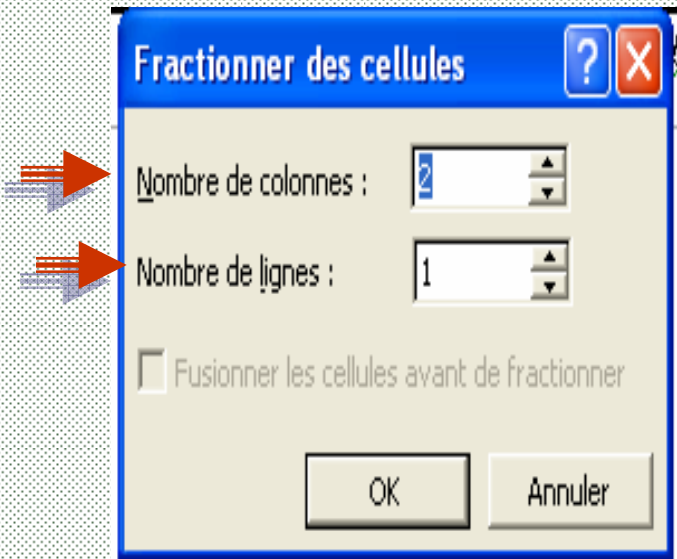 Fractionner des cellules
Nombre de colonnes : 2
Nombre de lignes : 1
Fusionner les cellules avant de fractionner
OK Annuler